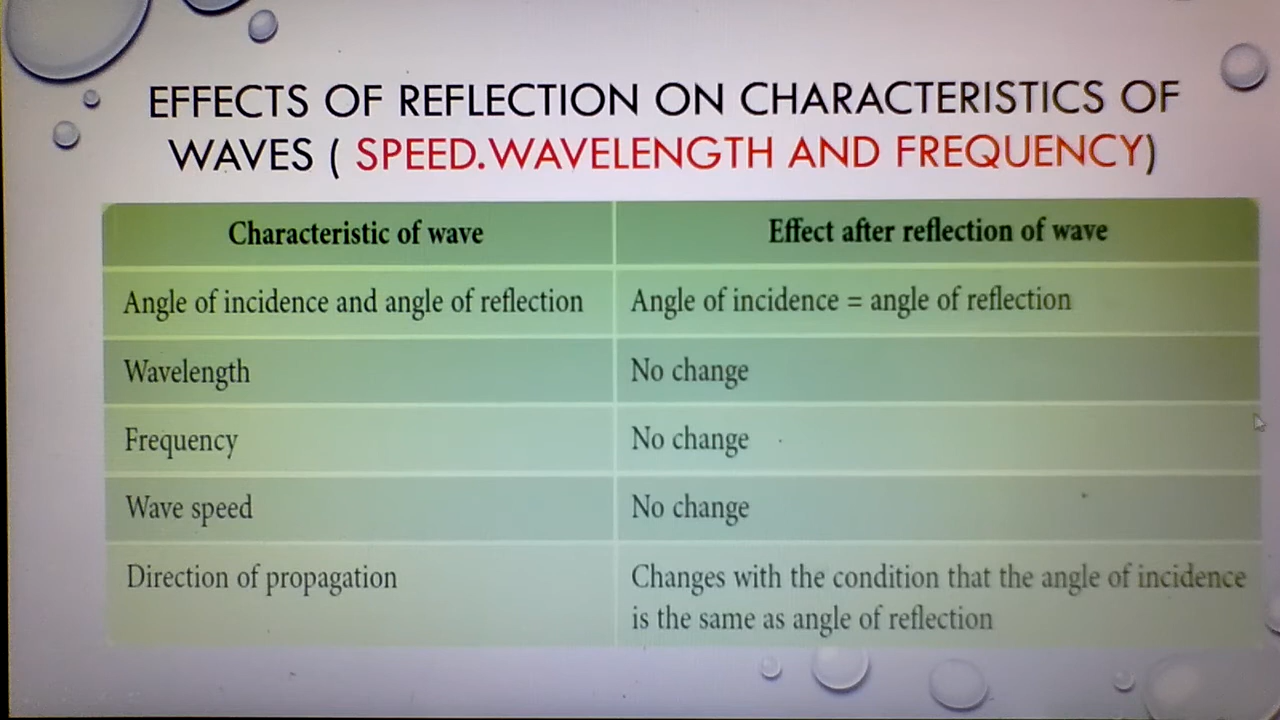 EFFECTS OF REFLECTION ON CHARACTERISTICS OF
WAVES ( SPEED.WAVELENGTH AND FREQUENCY)
Characteristic of wave
Effect after reflection of wave
Angle of incidence and angle of reflection
Angle of incidence = angle of reflection
Wavelength
No change
Frequency
No change
Wave speed
No change
Direction of propagation
Changes with the condition that the angle of incidence
is the same as angle of reflection